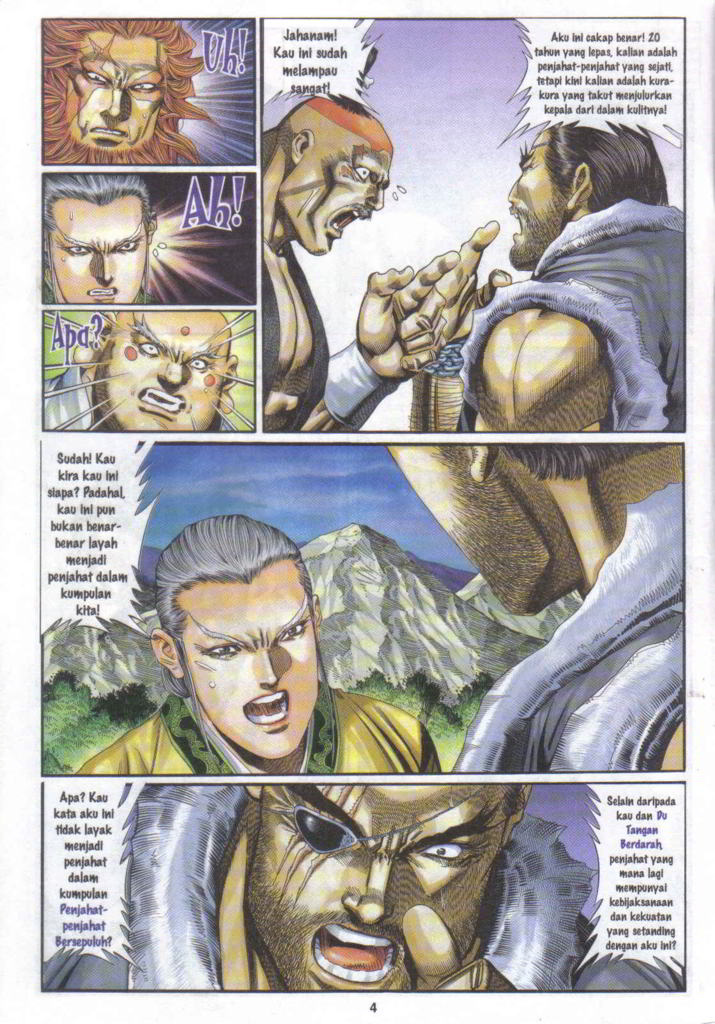 Uh!
Ah!
Apa?
Jahanam!
Kau ini sudah
melampau
sangat!
Aku ini cakap benar! 20
tahun yang lepas, kalian adalah
penjahat-penjahat yang sejati,
tetapi kini kalian adalah kura-
kura yang takut menjulurkan
kepala dari dalam kulitnya!
Sudah! Kau
kira kau ini
siapa? Padahal,
kau ini pun
bukan benar-
benar layah
menjadi
penjahat dalam
kumpulan
kita!
Apa? Kau
kata aku ini
tidak layak
menjadi
penjahat
dalam
kumpulan
Penjahat-
penjahat
Bersepuluh?
Selain daripada
kau dan Du
Tangan
Berdarah,
penjahat yang
mana lagi
mempunyai
kebijaksanaan
dan kekuatan
yang setanding
dengan aku ini?
4